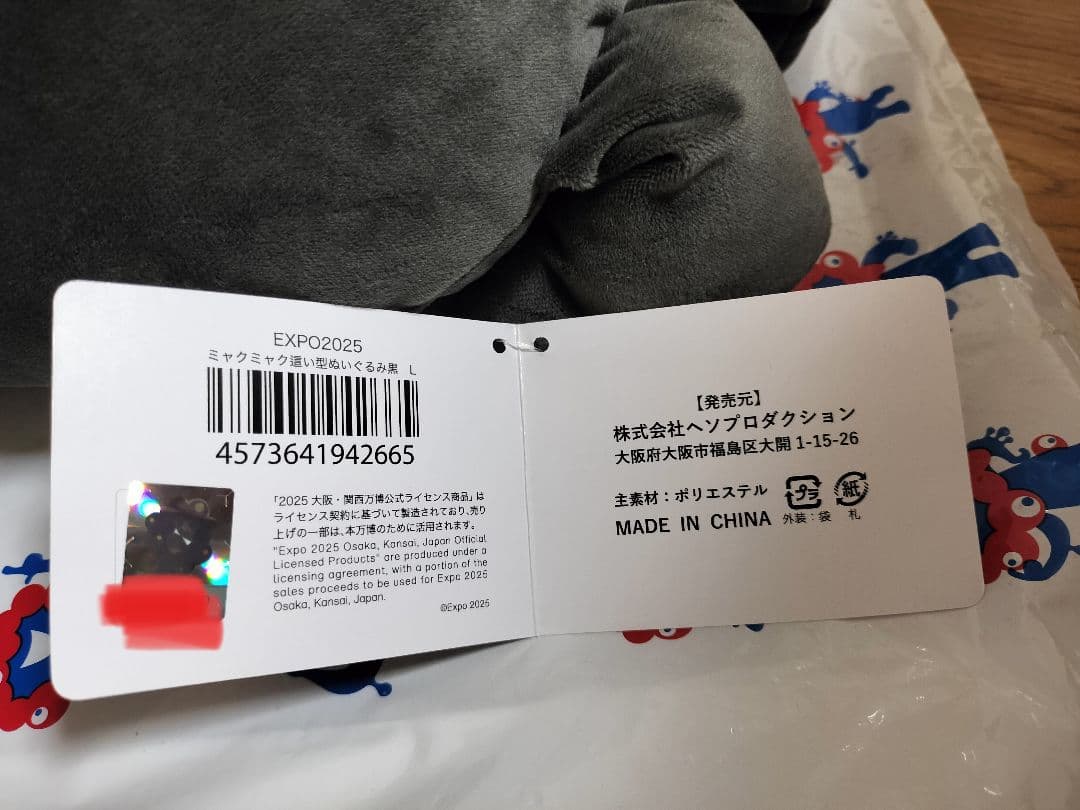 EXPO2025
ミャクミャク這い型ぬいぐるみ黒 L
4573641942665
「2025 大阪・関西万博公式ライセンス商品」は
ライセンス契約に基づいて製造されており、売り
上げの一部は、本万博のために活用されます。
"Expo 2025 Osaka, Kansai, Japan Official
Licensed Products" are produced under a
licensing agreement, with a portion of the
sales proceeds to be used for Expo 2025
Osaka, Kansai, Japan.
©Expo 2025
【発売元】
株式会社ヘソプロダクション
大阪府大阪市福島区大開 1-15-26
主素材：ポリエステル
MADE IN CHINA
プラ
紙
外装：袋 札